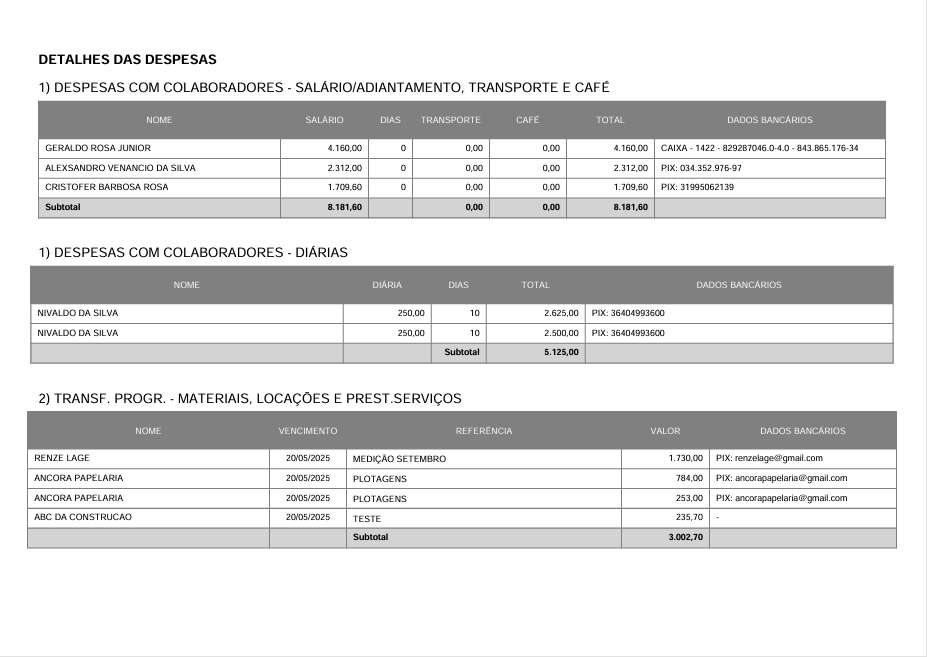 DETALHES DAS DESPESAS
1) DESPESAS COM COLABORADORES - SALÁRIO/ADIANTAMENTO, TRANSPORTE E CAFÉ
NOME SALÁRIO DIAS TRANSPORTE CAFÉ TOTAL DADOS BANCÁRIOS
GERALDO ROSA JUNIOR 4.160,00 0 0,00 0,00 4.160,00 CAIXA - 1422 - 829287046.0-4.0 - 843.865.176-34
ALEXSANDRO VENANCIO DA SILVA 2.312,00 0 0,00 0,00 2.312,00 PIX: 034.352.976-97
CRISTOFER BARBOSA ROSA 1.709,60 0 0,00 0,00 1.709,60 PIX: 31995062139
Subtotal 8.181,60 0,00 0,00 8.181,60
1) DESPESAS COM COLABORADORES - DIÁRIAS
NOME DIÁRIA DIAS TOTAL DADOS BANCÁRIOS
NIVALDO DA SILVA 250,00 10 2.625,00 PIX: 36404993600
NIVALDO DA SILVA 250,00 10 2.500,00 PIX: 36404993600
Subtotal 5.125,00
2) TRANSF. PROGR. - MATERIAIS, LOCAÇÕES E PREST.SERVIÇOS
NOME VENCIMENTO REFERÊNCIA VALOR DADOS BANCÁRIOS
RENZE LAGE 20/05/2025 MEDIÇÃO SETEMBRO 1.730,00 PIX: renzelage@gmail.com
ANCORA PAPELARIA 20/05/2025 PLOTAGENS 784,00 PIX: ancorapapelaria@gmail.com
ANCORA PAPELARIA 20/05/2025 PLOTAGENS 253,00 PIX: ancorapapelaria@gmail.com
ABC DA CONSTRUCAO 20/05/2025 TESTE 235,70 -
Subtotal 3.002,70